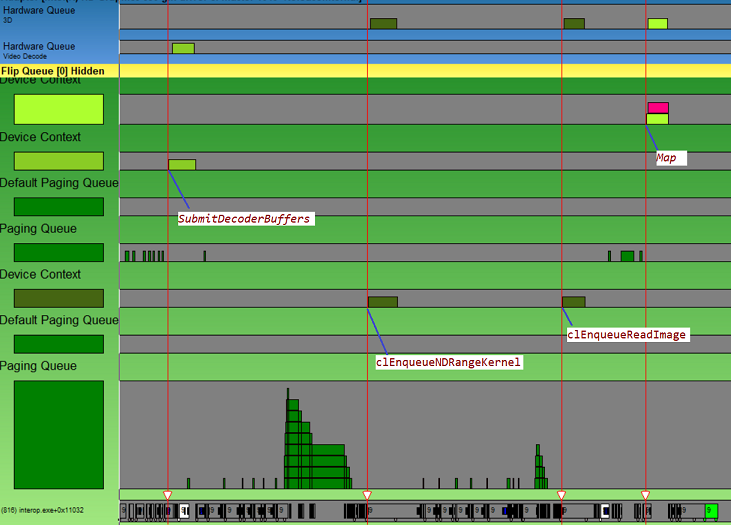 Hardware Queue
3D
Hardware Queue
Video Decode
Flip Queue [0] Hidden
Device Context
Map
Device Context
SubmitDecoderBuffers
Default Paging Queue
Paging Queue
Device Context
clEnqueueReadImage
Default Paging Queue
clEnqueueNDRangeKernel
Paging Queue
(816) interop.exe+0x11032